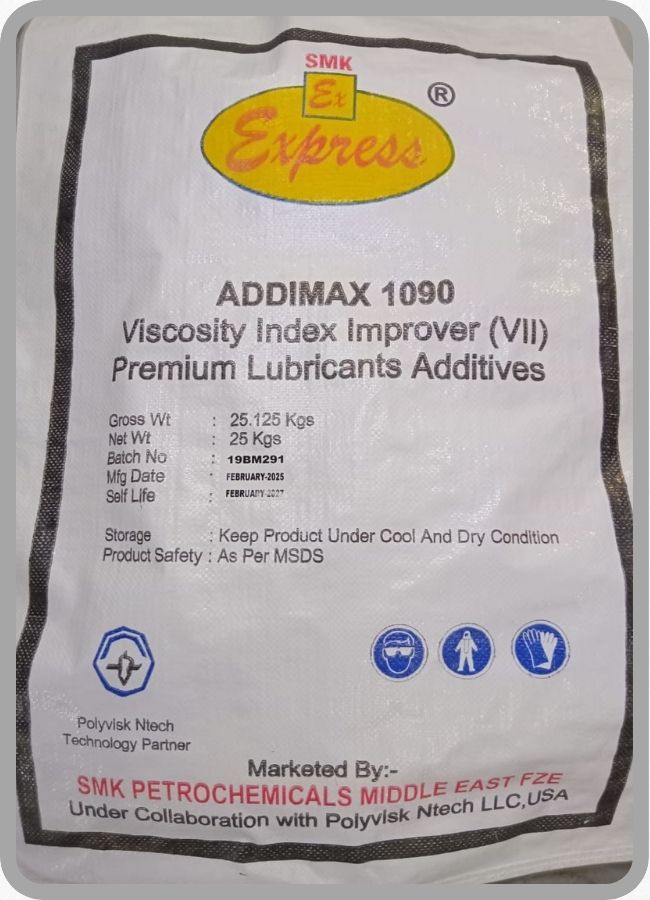 SMK
Ex
Express
®
ADDIMAX 1090
Viscosity Index Improver (VII)
Premium Lubricants Additives
Gross Wt : 25.125 Kgs
Net Wt : 25 Kgs
Batch No : 19BM291
Mfg Date : FEBRUARY-2025
Self Life : FEBRUARY-2027
Storage : Keep Product Under Cool And Dry Condition
Product Safety : As Per MSDS
Polyvisk Ntech
Technology Partner
Marketed By:-
SMK PETROCHEMICALS MIDDLE EAST FZE
Under Collaboration with Polyvisk Ntech LLC,USA